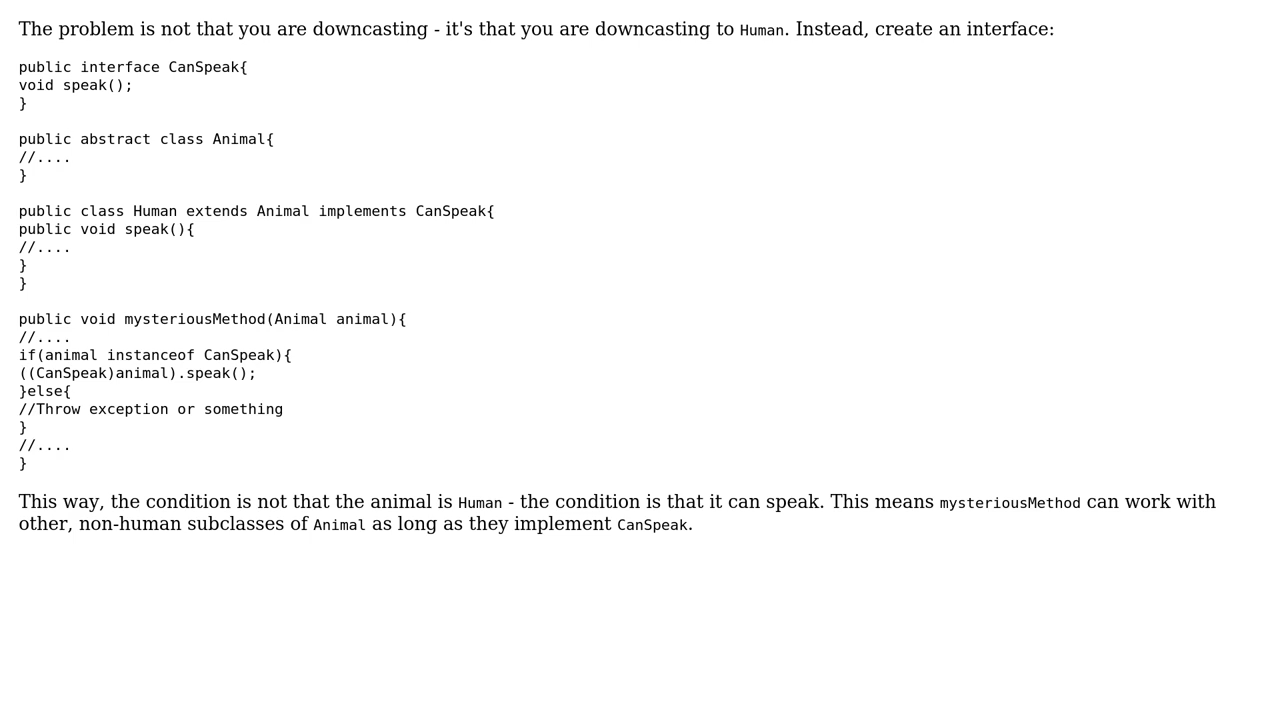 The problem is not that you are downcasting - it's that you are downcasting to Human. Instead, create an interface:
public interface CanSpeak{
void speak();
}
public abstract class Animal{
//....
}
public class Human extends Animal implements CanSpeak{
public void speak(){
//....
}
}
public void mysteriousMethod(Animal animal){
//....
if(animal instanceof CanSpeak){
((CanSpeak)animal).speak();
}else{
//Throw exception or something
}
//....
}
This way, the condition is not that the animal is Human - the condition is that it can speak. This means mysteriousMethod can work with
other, non-human subclasses of Animal as long as they implement CanSpeak.